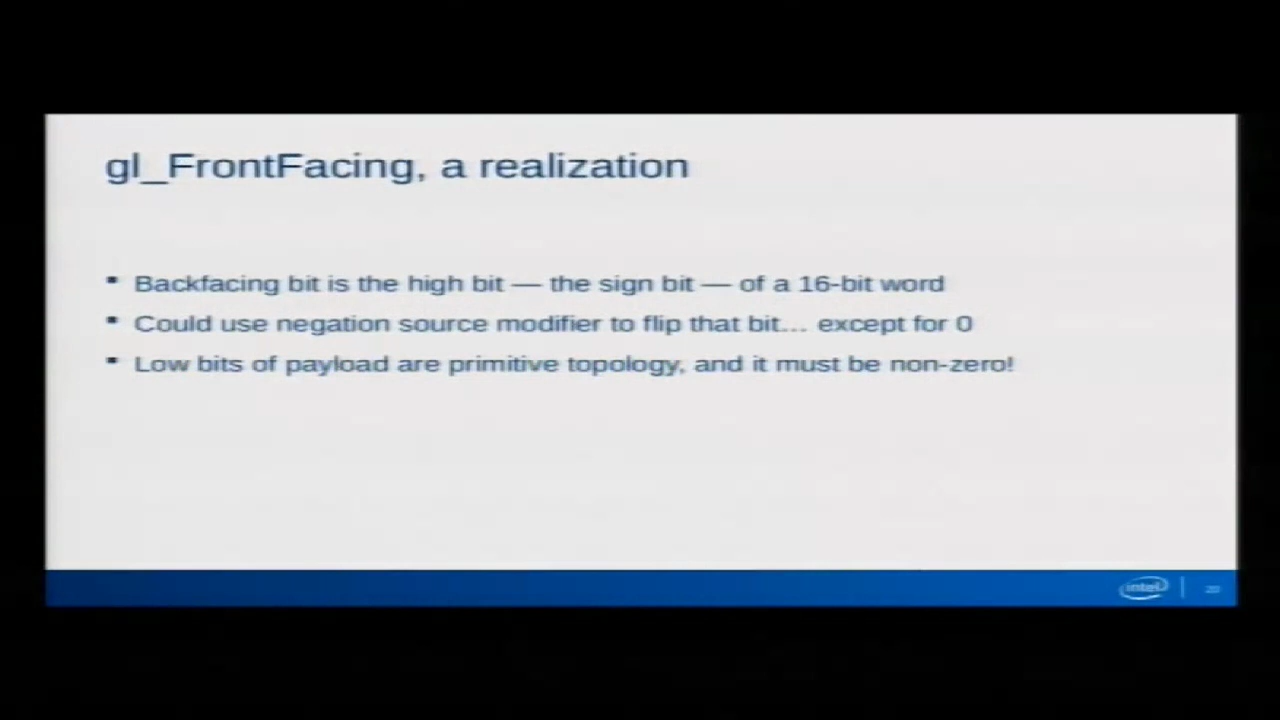 gl_FrontFacing, a realization
Backfacing bit is the high bit — the sign bit — of a 16-bit word
Could use negation source modifier to flip that bit… except for 0
Low bits of payload are primitive topology, and it must be non-zero!
intel
20